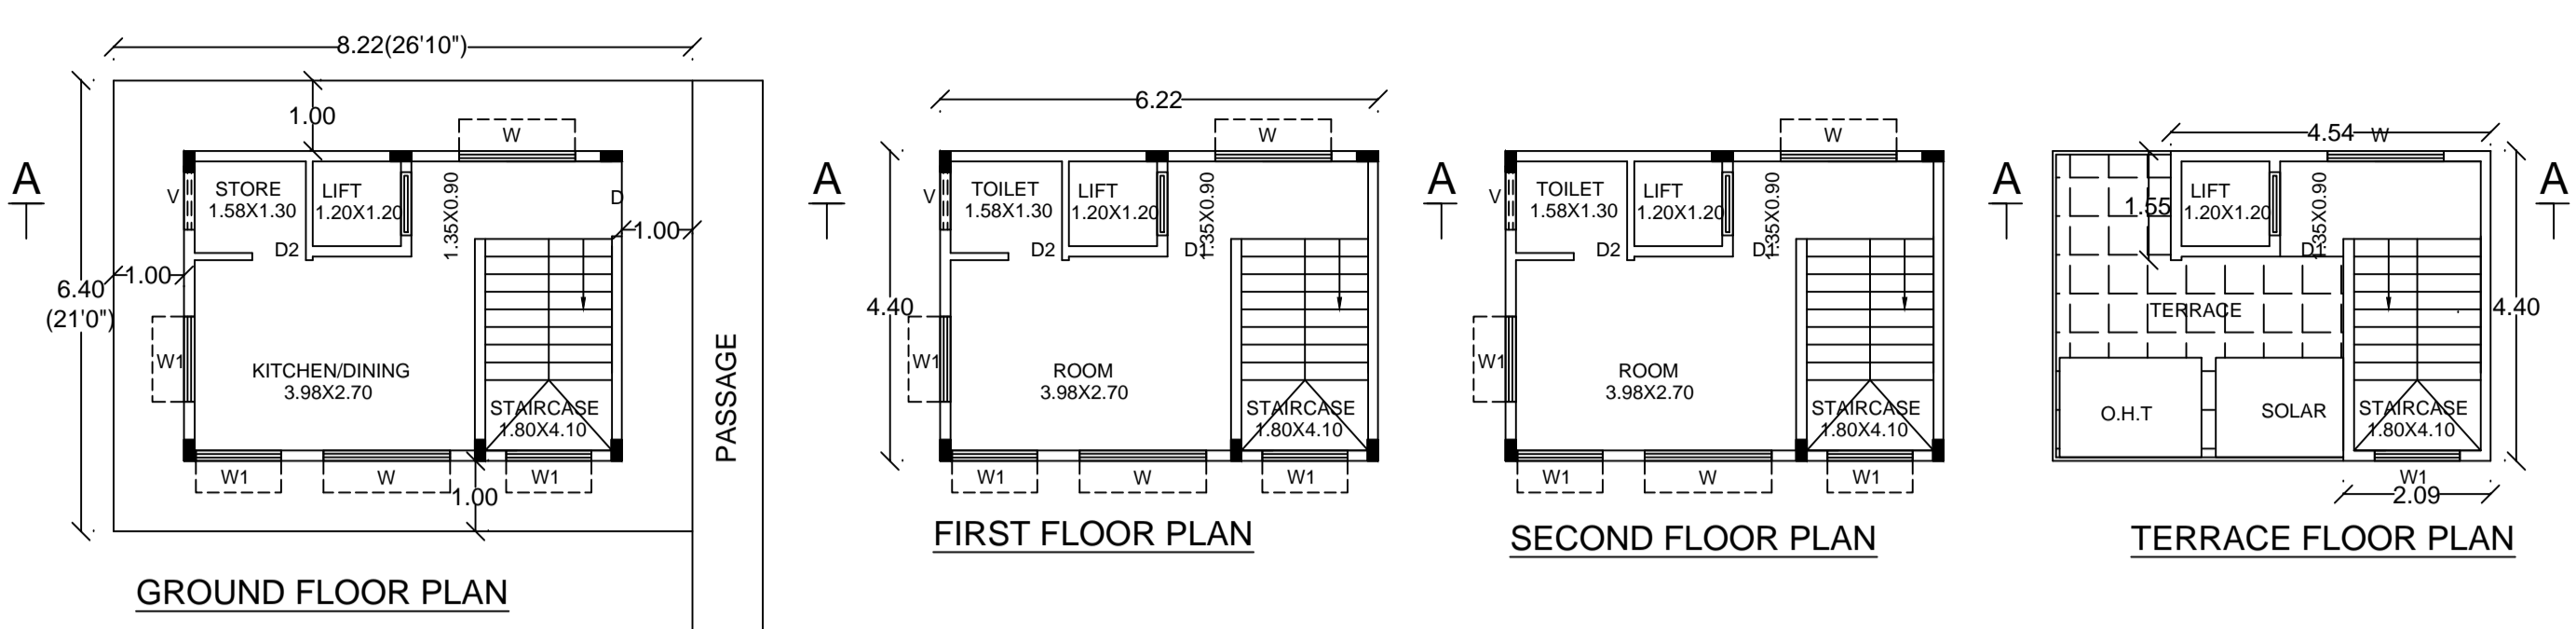 8.22(26'10")
1.00
W
A
STORE
1.58X1.30
LIFT
1.20X1.20
1.35X0.90
V
D
1.00
D2
1.00
6.40
(21'0")
W1
KITCHEN/DINING
3.98X2.70
STAIRCASE
1.80X4.10
PASSAGE
W1
W
W1
1.00
GROUND FLOOR PLAN
6.22
W
A
TOILET
1.58X1.30
LIFT
1.20X1.20
1.35X0.90
V
D2
D1
4.40
W1
ROOM
3.98X2.70
STAIRCASE
1.80X4.10
W1
W
W1
FIRST FLOOR PLAN
W
A
TOILET
1.58X1.30
LIFT
1.20X1.20
1.35X0.90
V
D2
D1
W1
ROOM
3.98X2.70
STAIRCASE
1.80X4.10
W1
W
W1
SECOND FLOOR PLAN
4.54
W
A
A
LIFT
1.20X1.20
1.55
1.35X0.90
D1
TERRACE
4.40
O.H.T
SOLAR
STAIRCASE
1.80X4.10
W1
2.09
TERRACE FLOOR PLAN